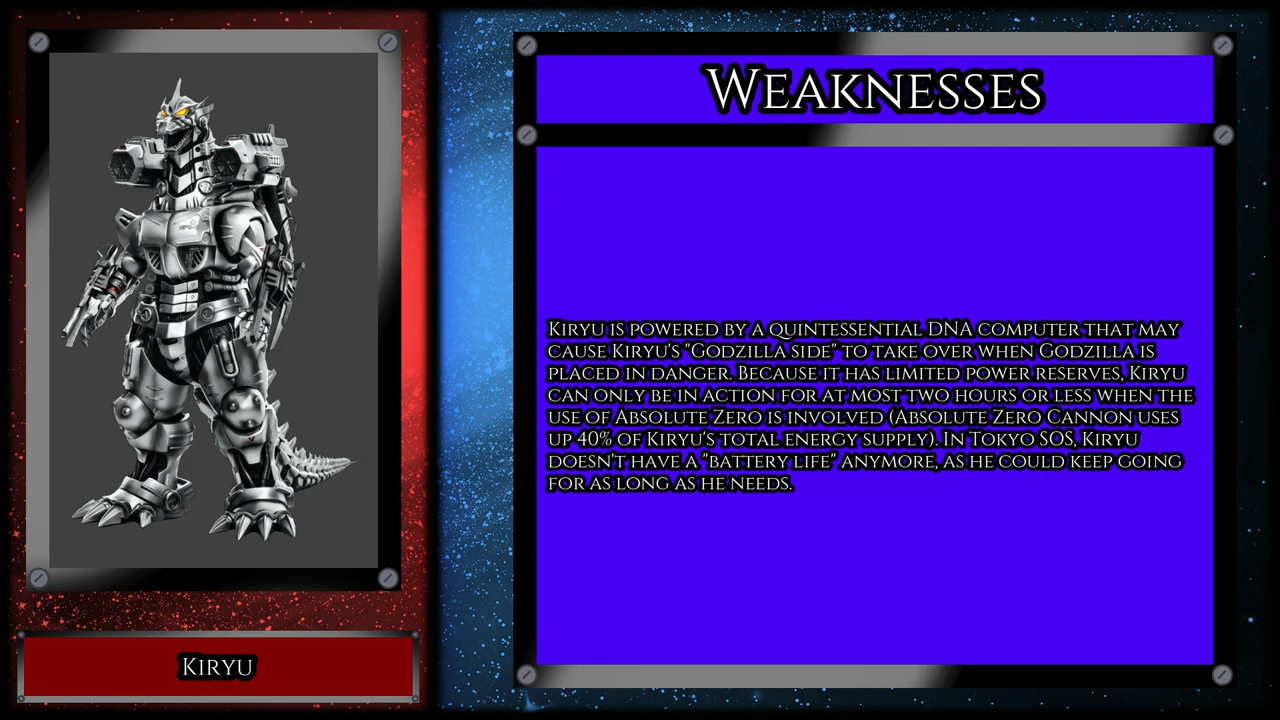 Weaknesses
Kiryu is powered by a quintessential DNA computer that may
cause Kiryu's "Godzilla side" to take over when Godzilla is
placed in danger. Because it has limited power reserves, Kiryu
can only be in action for at most two hours or less when the
use of Absolute Zero is involved (Absolute Zero Cannon uses
up 40% of Kiryu's total energy supply). In Tokyo SOS, Kiryu
doesn't have a "battery life" anymore, as he could keep going
for as long as he needs.
Kiryu